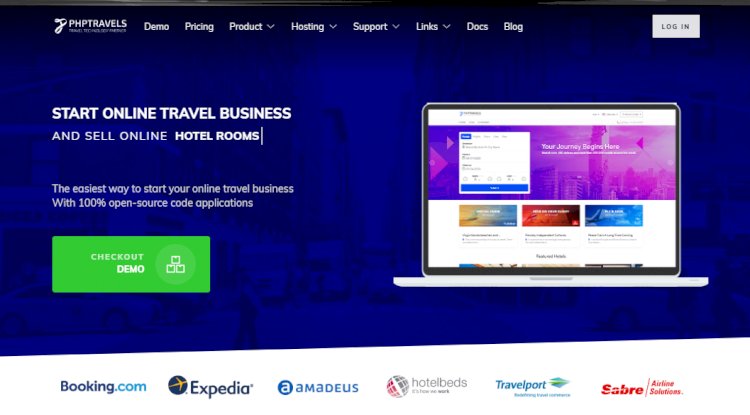 PHPTRAVELS
TRAVEL TECHNOLOGY PARTNER
Demo
Pricing
Product
Hosting
Support
Links
Docs
Blog
LOG IN
START ONLINE TRAVEL BUSINESS
AND SELL ONLINE HOTEL ROOMS
The easiest way to start your online travel business
With 100% open-source code applications
CHECKOUT
DEMO
PHPTRAVELS
Your Journey Begins Here
Featured Hotels
Booking.com
Expedia
amadeus
hotelbeds
it's how we work
Travelport
Redefining travel commerce
Sabre
Airline
Solutions.